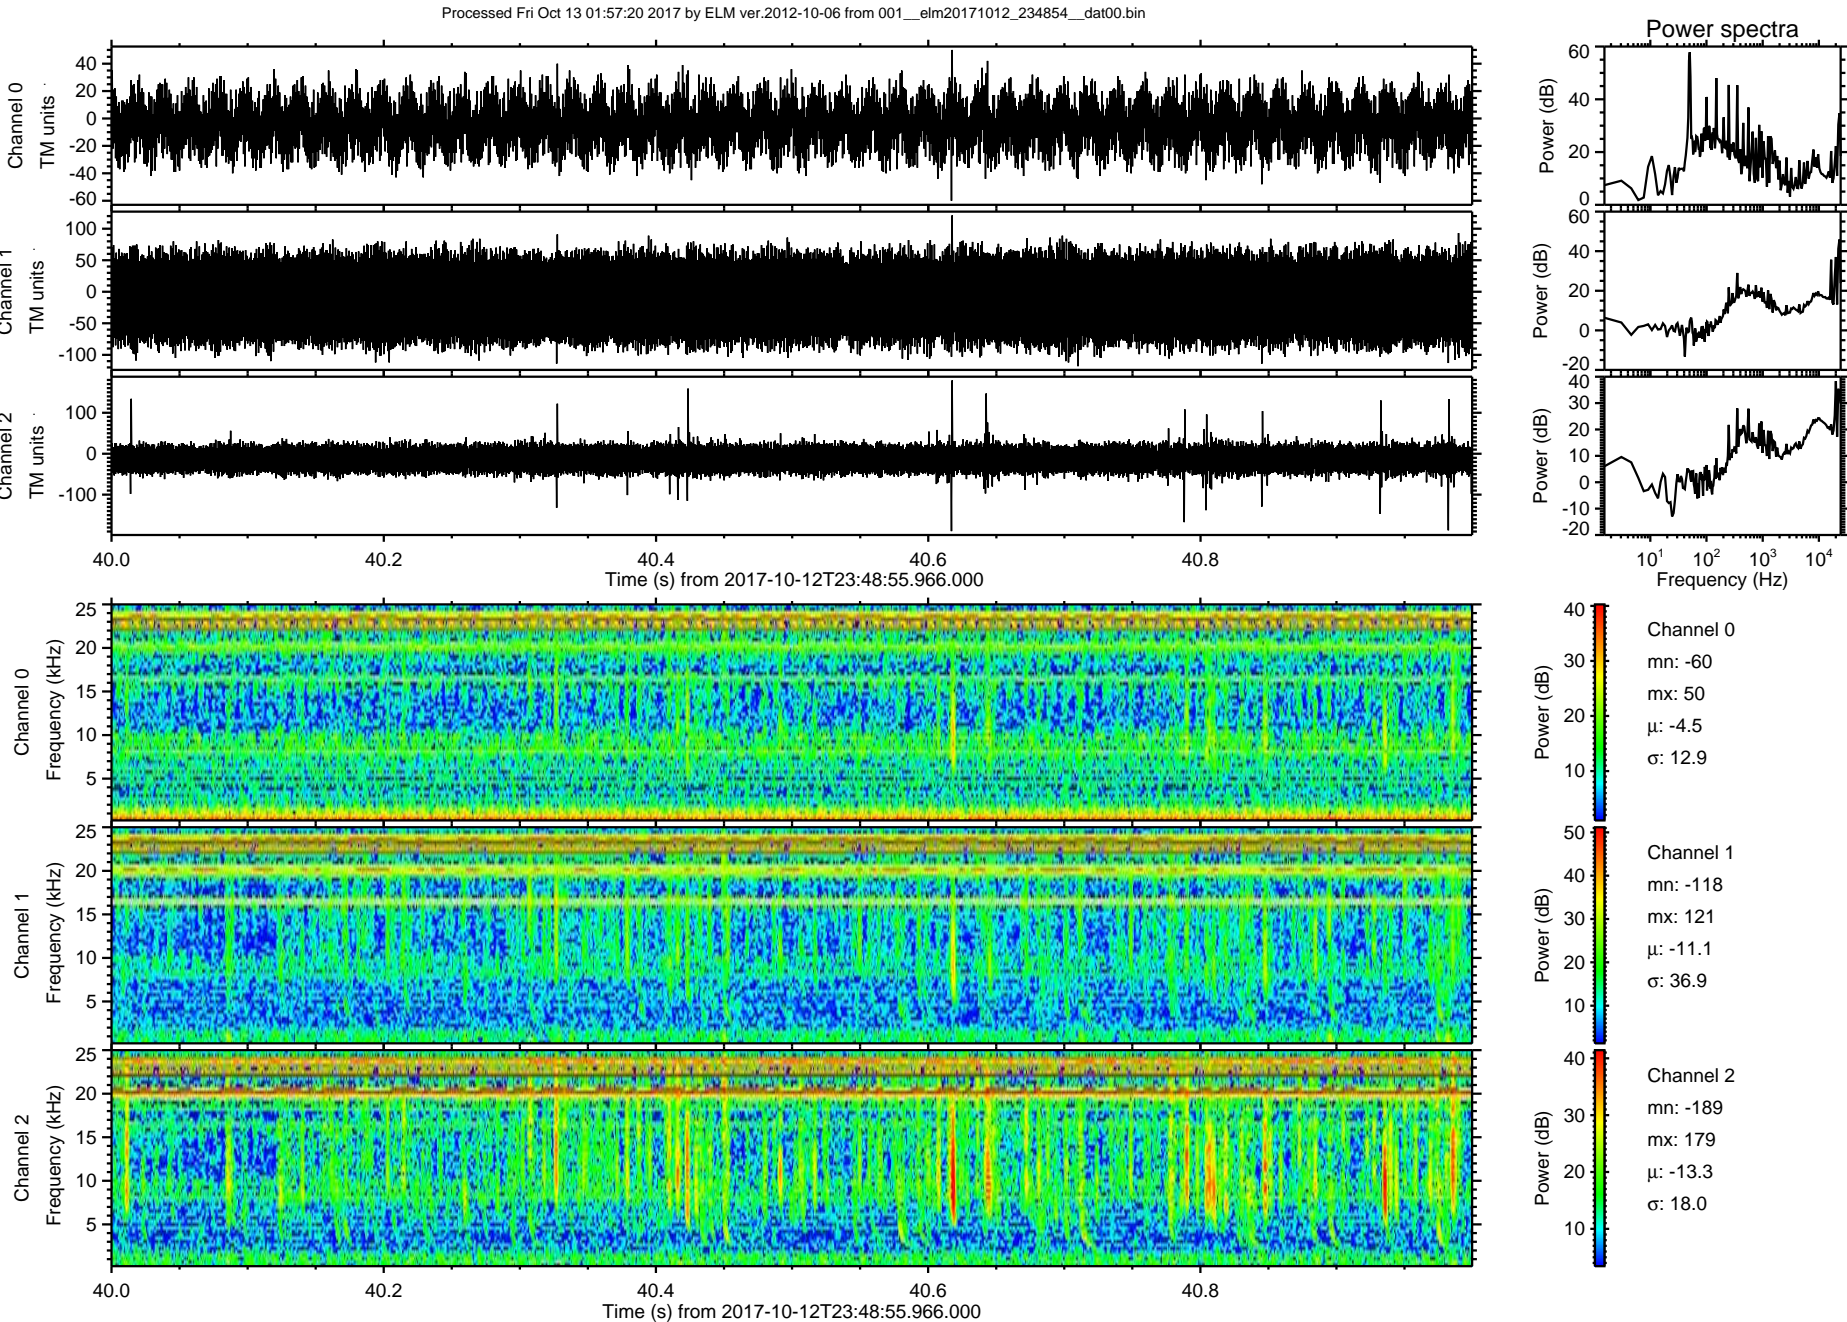 Processed Fri Oct 13 01:57:20 2017 by ELM ver.2012-10-06 from 001__elm20171012_234854__dat00.bin
Power spectra
Channel 0
TM units
40
20
0
-20
-40
-60
Power (dB)
60
40
20
0
Channel 1
TM units
100
50
0
-50
-100
Power (dB)
60
40
20
0
-20
Channel 2
TM units
100
0
-100
Power (dB)
40
30
20
10
0
-10
-20
40.0 40.2 40.4 40.6 40.8
Time (s) from 2017-10-12T23:48:55.966.000
10^1 10^2 10^3 10^4
Frequency (Hz)
Channel 0
Frequency (kHz)
25
20
15
10
5
Power (dB)
40
30
20
10
Channel 0
mn: -60
mx: 50
μ: -4.5
σ: 12.9
Channel 1
Frequency (kHz)
25
20
15
10
5
Power (dB)
50
40
30
20
10
Channel 1
mn: -118
mx: 121
μ: -11.1
σ: 36.9
Channel 2
Frequency (kHz)
25
20
15
10
5
Power (dB)
40
30
20
10
Channel 2
mn: -189
mx: 179
μ: -13.3
σ: 18.0
40.0 40.2 40.4 40.6 40.8
Time (s) from 2017-10-12T23:48:55.966.000